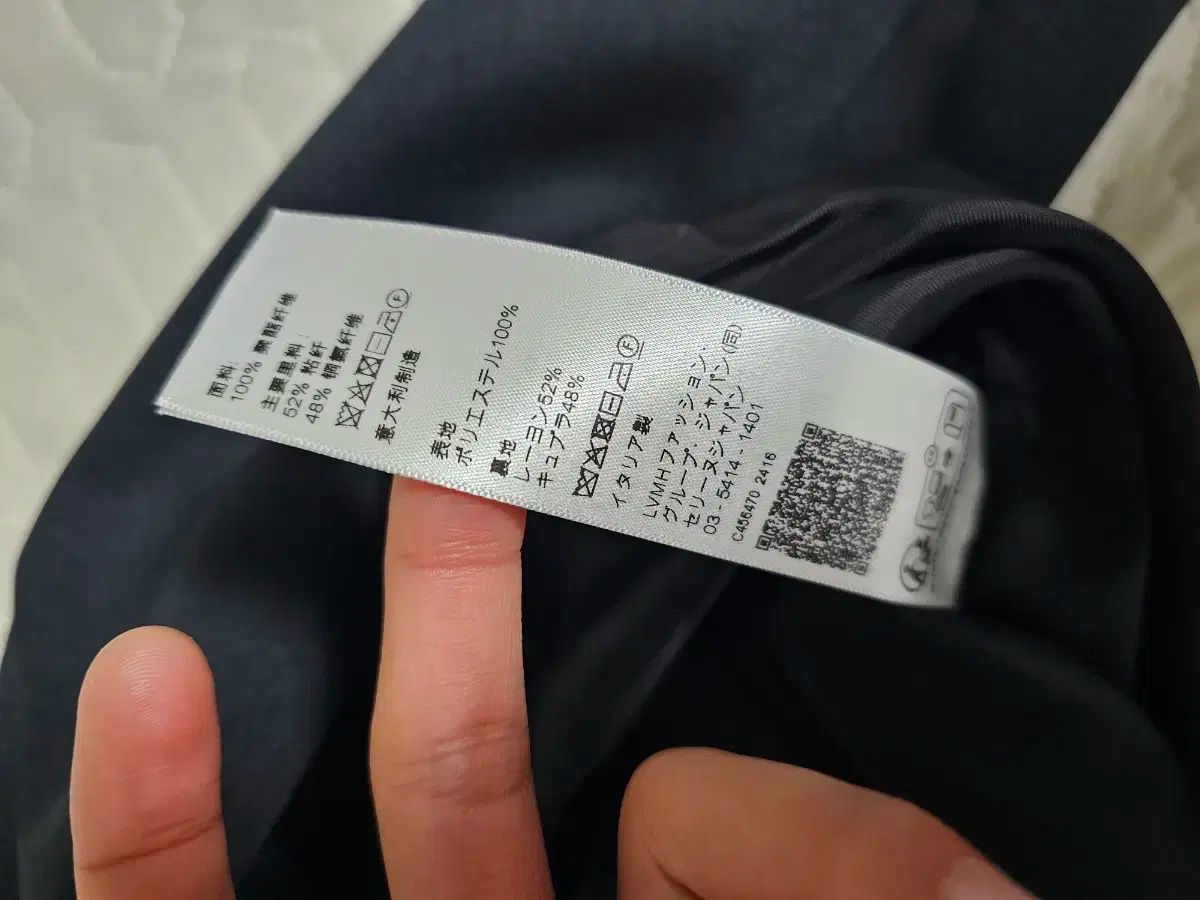 面料:
100% 聚酯纤维
主要里料:
52% 粘纤
48% 铜氨纤维
意大利制造
表地
ポリエステル100%
裏地
レーヨン52%
キュプラ48%
イタリア製
LVMHファッション・
グループ・ジャパン(同)
セリーヌジャパン
03 - 5414 - 1401
C456470 2416